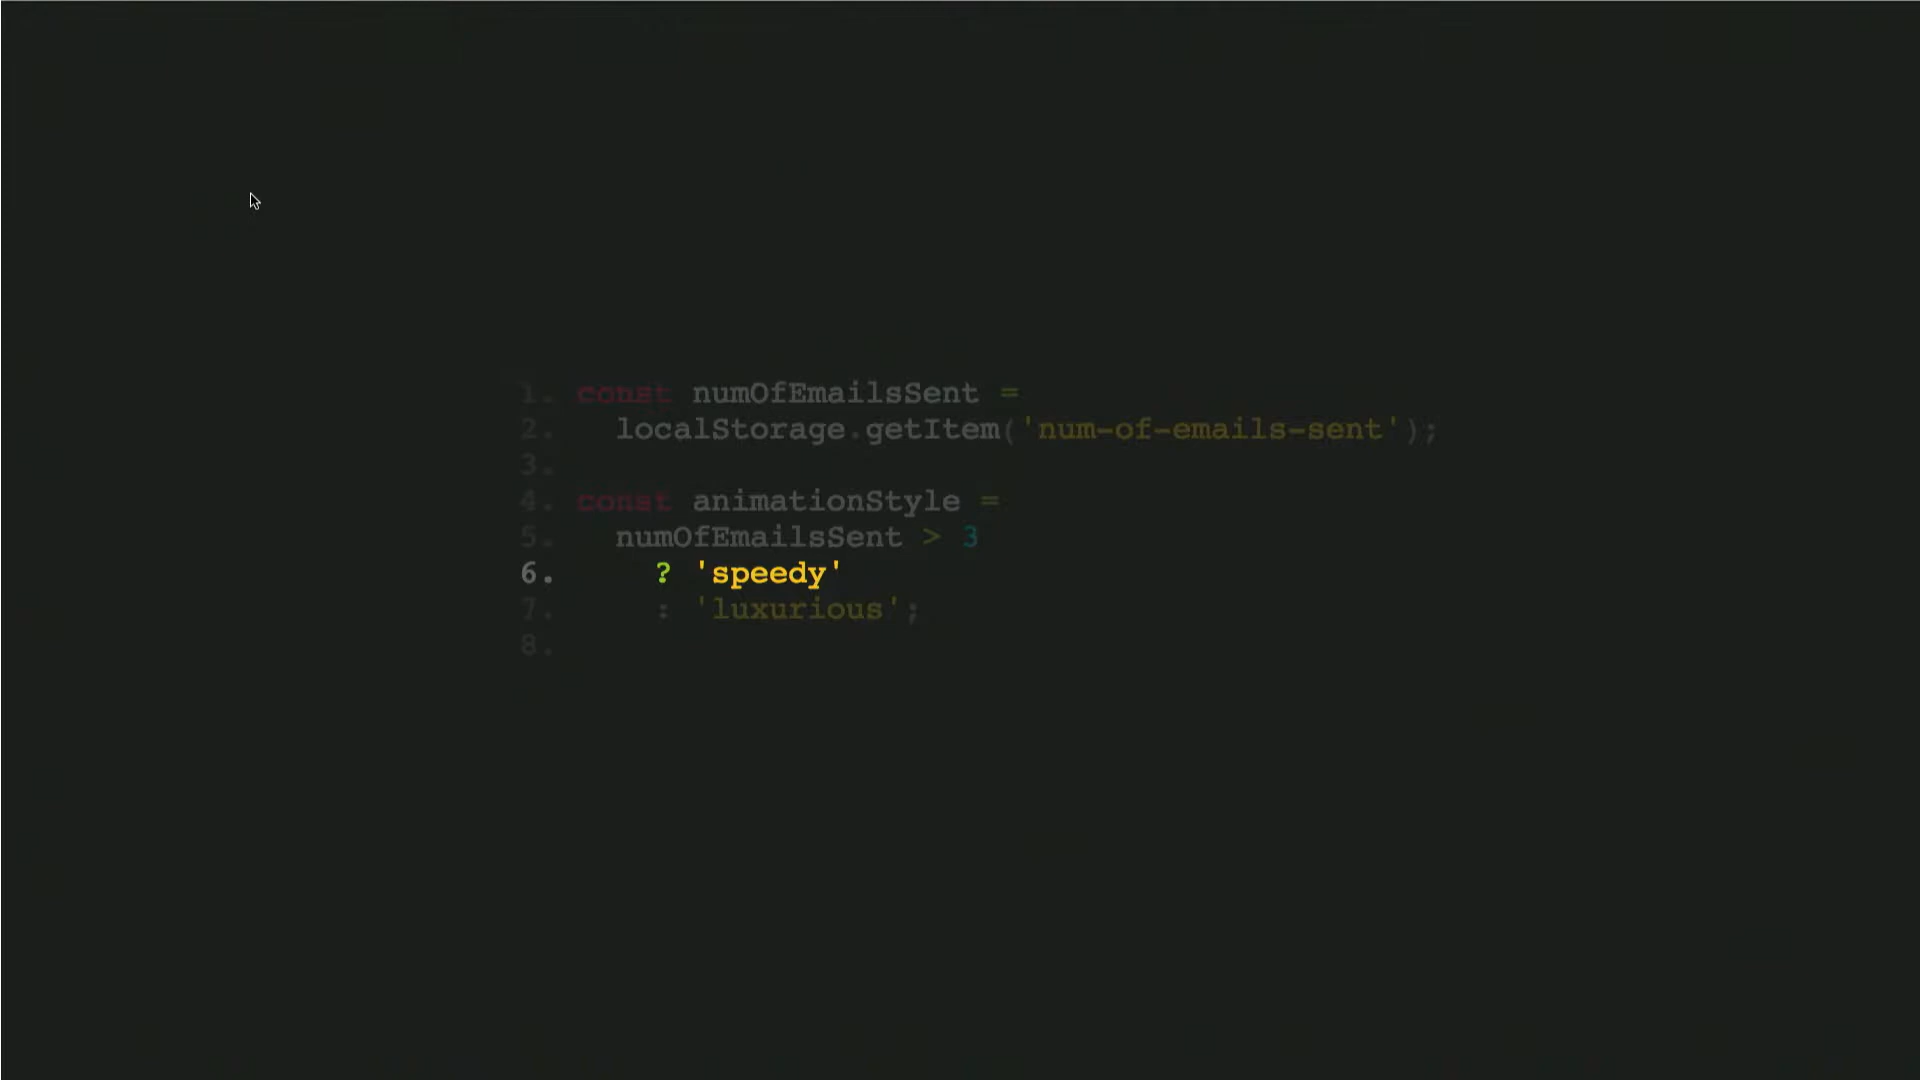 1. const numOfEmailsSent =
2. localStorage.getItem('num-of-emails-sent');
3.
4. const animationStyle =
5. numOfEmailsSent > 3
6. ? 'speedy'
7. : 'luxurious';
8.